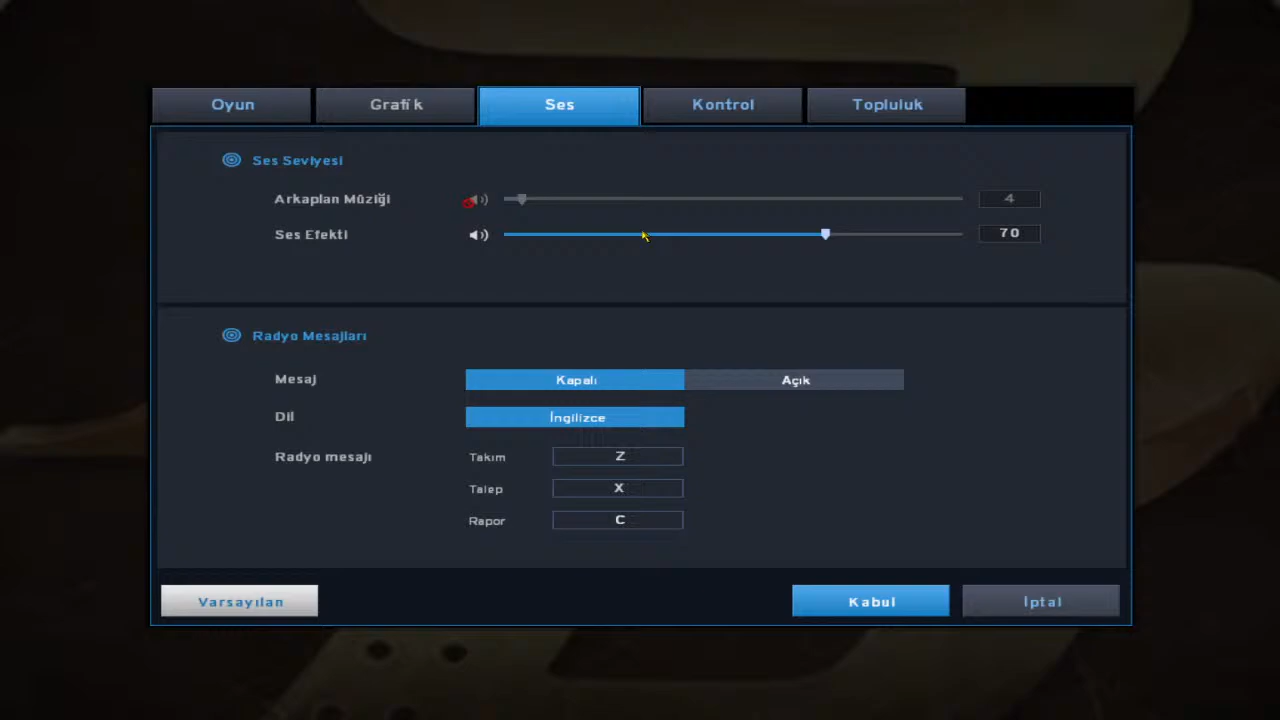 Oyun Grafik Ses Kontrol Topluluk
Ses Seviyesi
Arkaplan Müziği 4
Ses Efekti 70
Radyo Mesajları
Mesaj Kapalı Açık
Dil İngilizce
Radyo mesajı Takım Z
Talep X
Rapor C
Varsayılan Kabul İptal